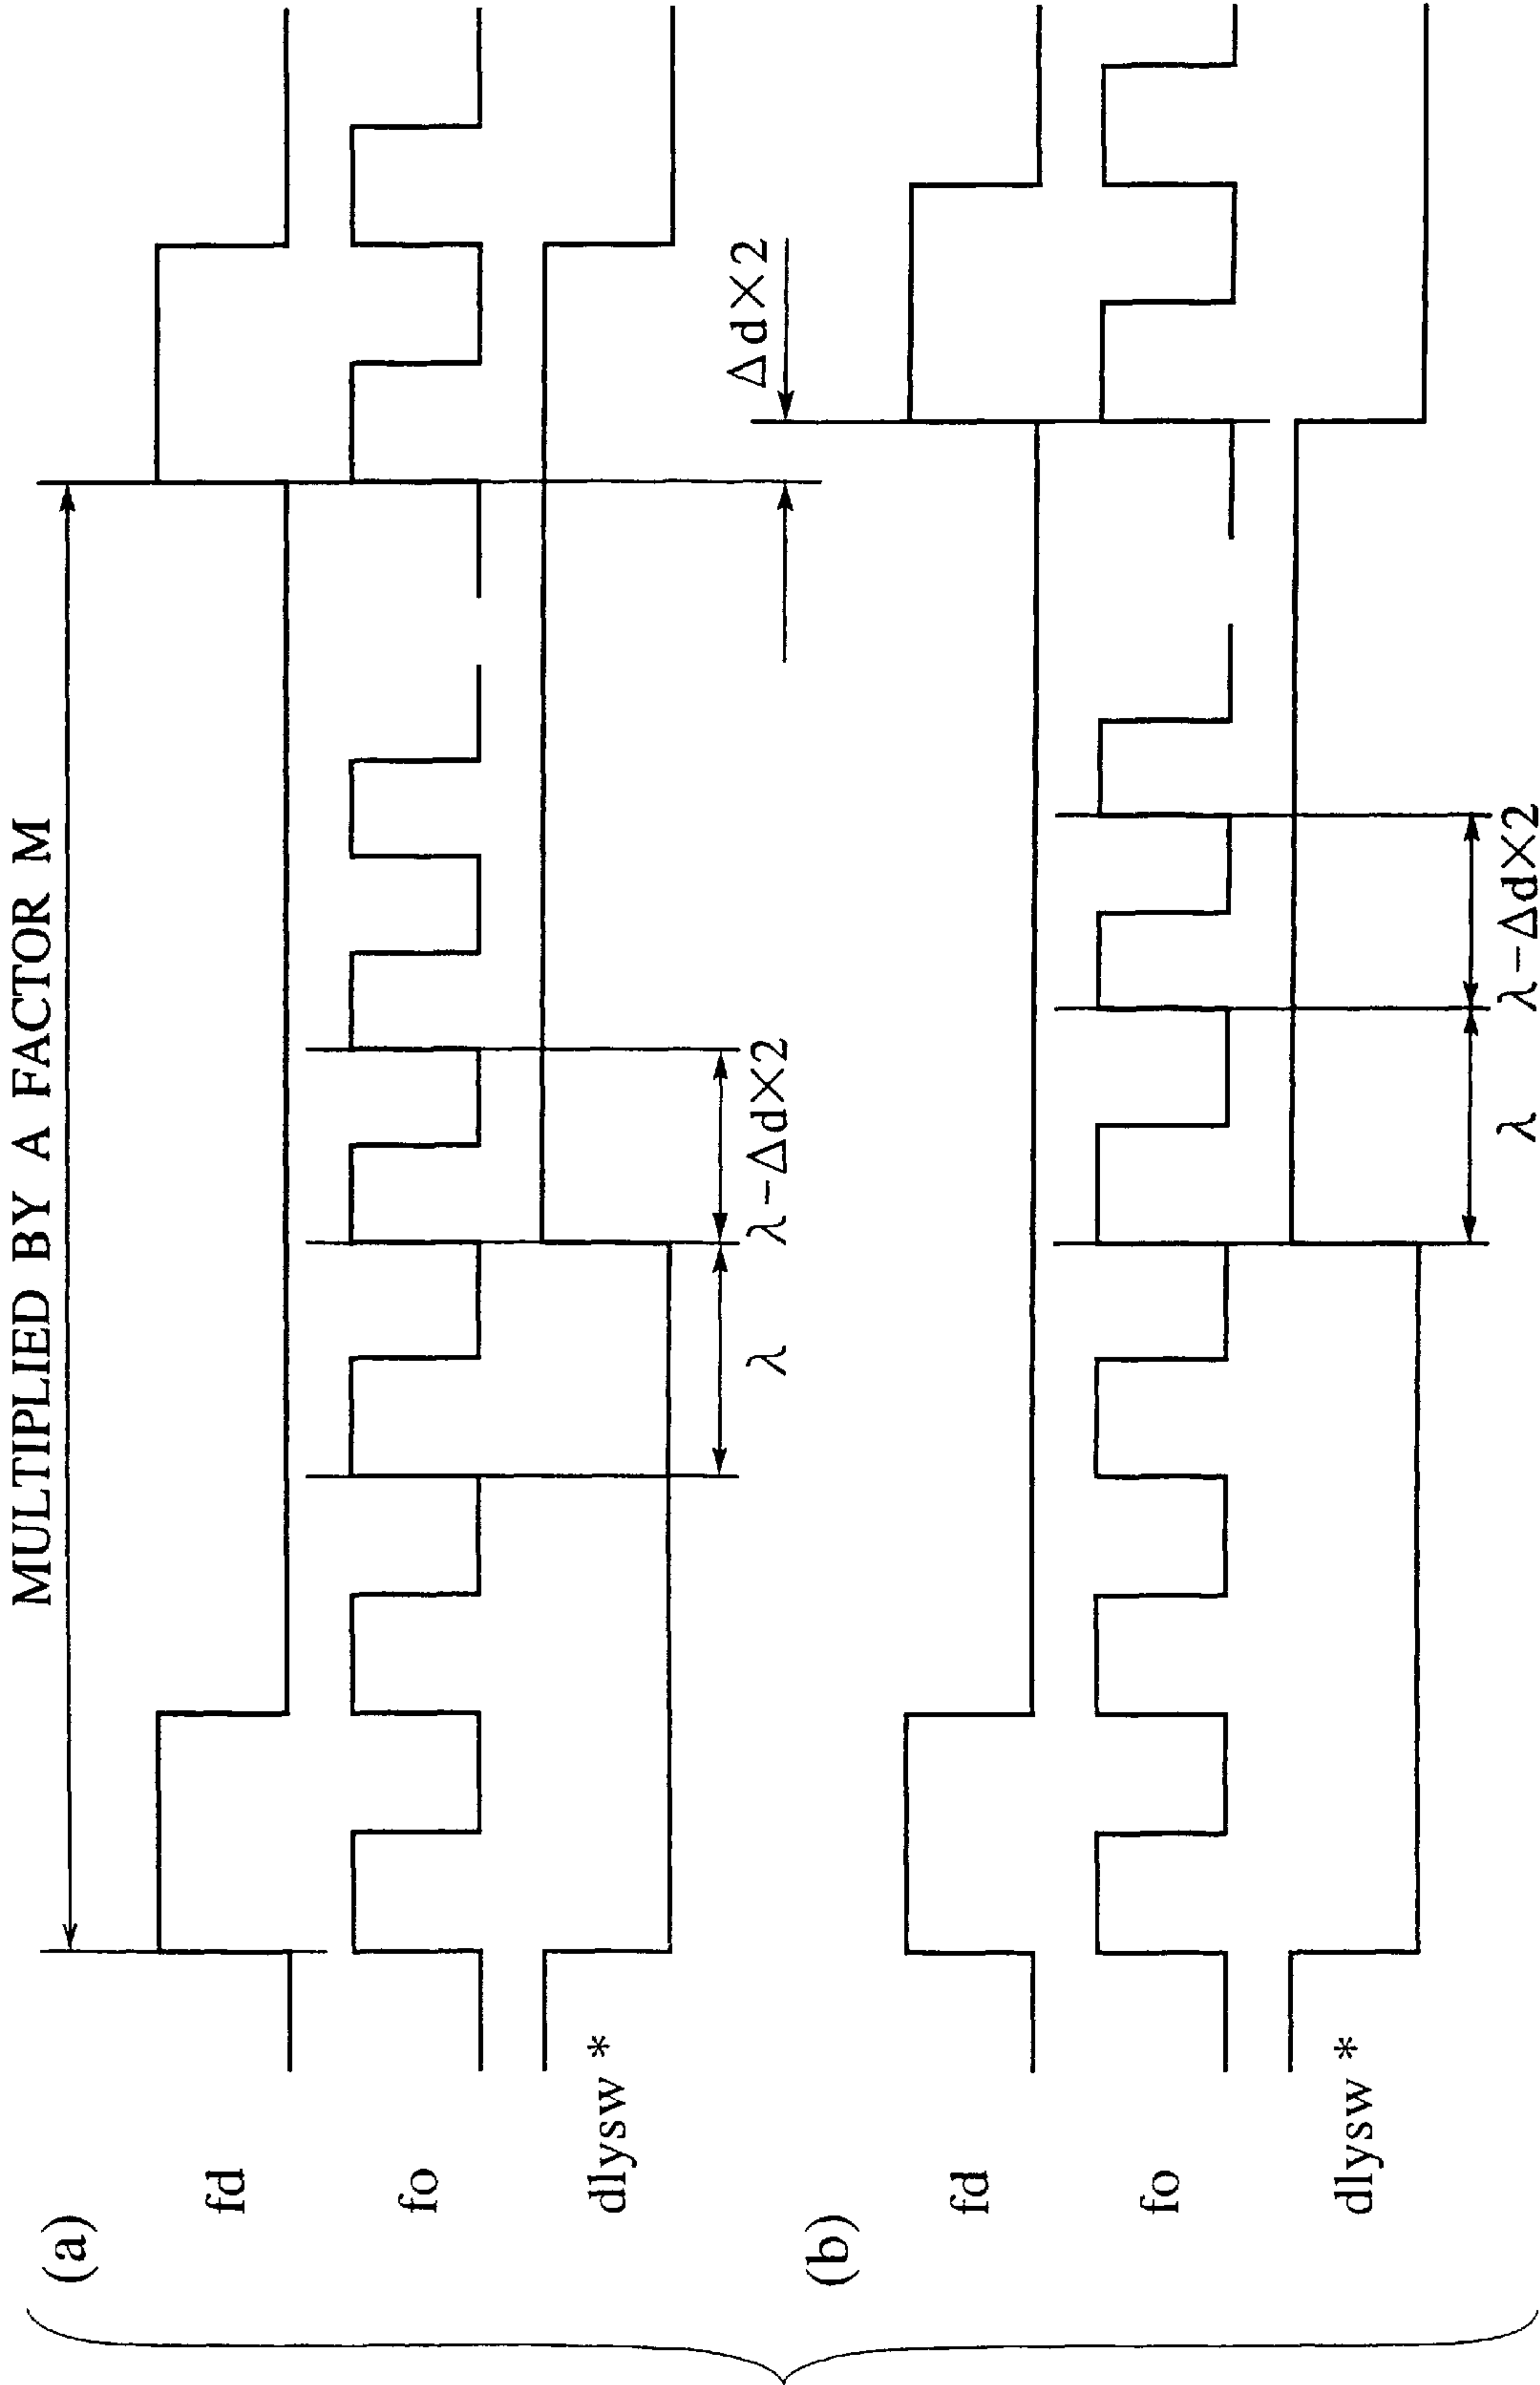 MULTIPLIED BY A FACTOR M
(a)
fd
fo
dlysw *
λ
λ−Δd×2
Δd×2
(b)
fd
fo
dlysw *
λ
λ−Δd×2